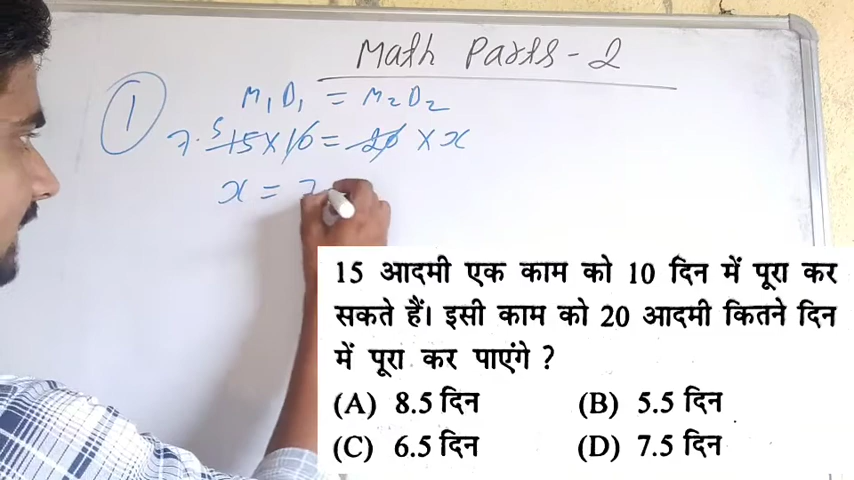 Math Parts - 2
1
M₁D₁ = M₂D₂
7.5 15 × 10 = 20 × x
x = 7
15 आदमी एक काम को 10 दिन में पूरा कर
सकते हैं। इसी काम को 20 आदमी कितने दिन
में पूरा कर पाएंगे ?
(A) 8.5 दिन (B) 5.5 दिन
(C) 6.5 दिन (D) 7.5 दिन